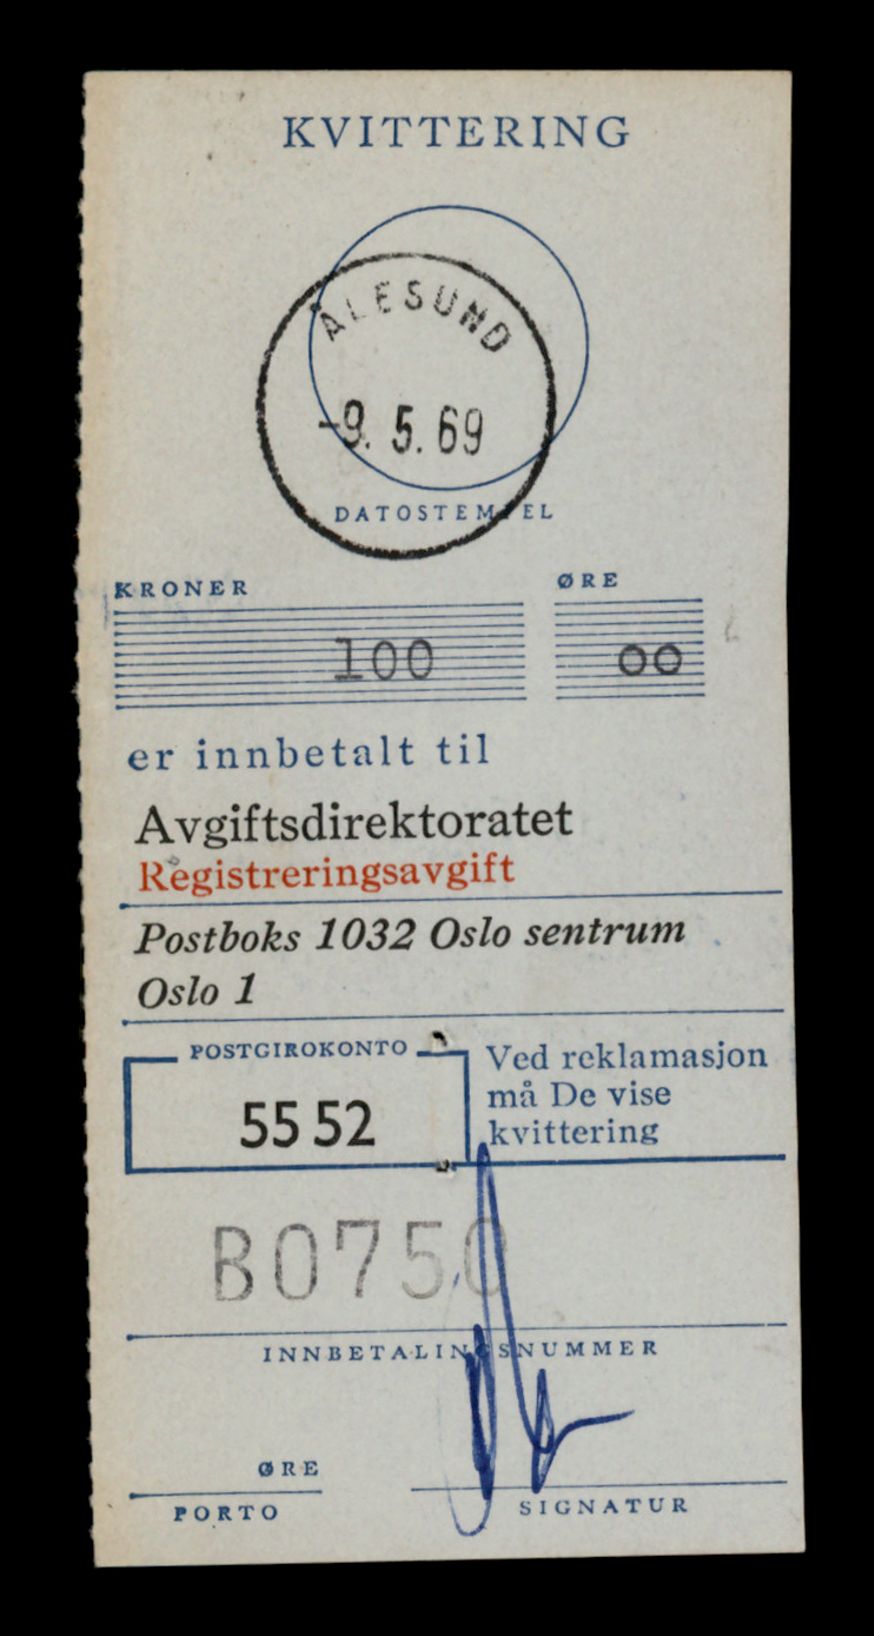 KVITTERING
ÅLESUND
-9. 5. 69
DATOSTEMPEL
KRONER ØRE
100 00
er innbetalt til
Avgiftsdirektoratet
Registreringsavgift
Postboks 1032 Oslo sentrum
Oslo 1
POSTGIROKONTO
55 52
Ved reklamasjon
må De vise
kvittering
B0750
INNBETALINGSNUMMER
ØRE
PORTO
SIGNATUR